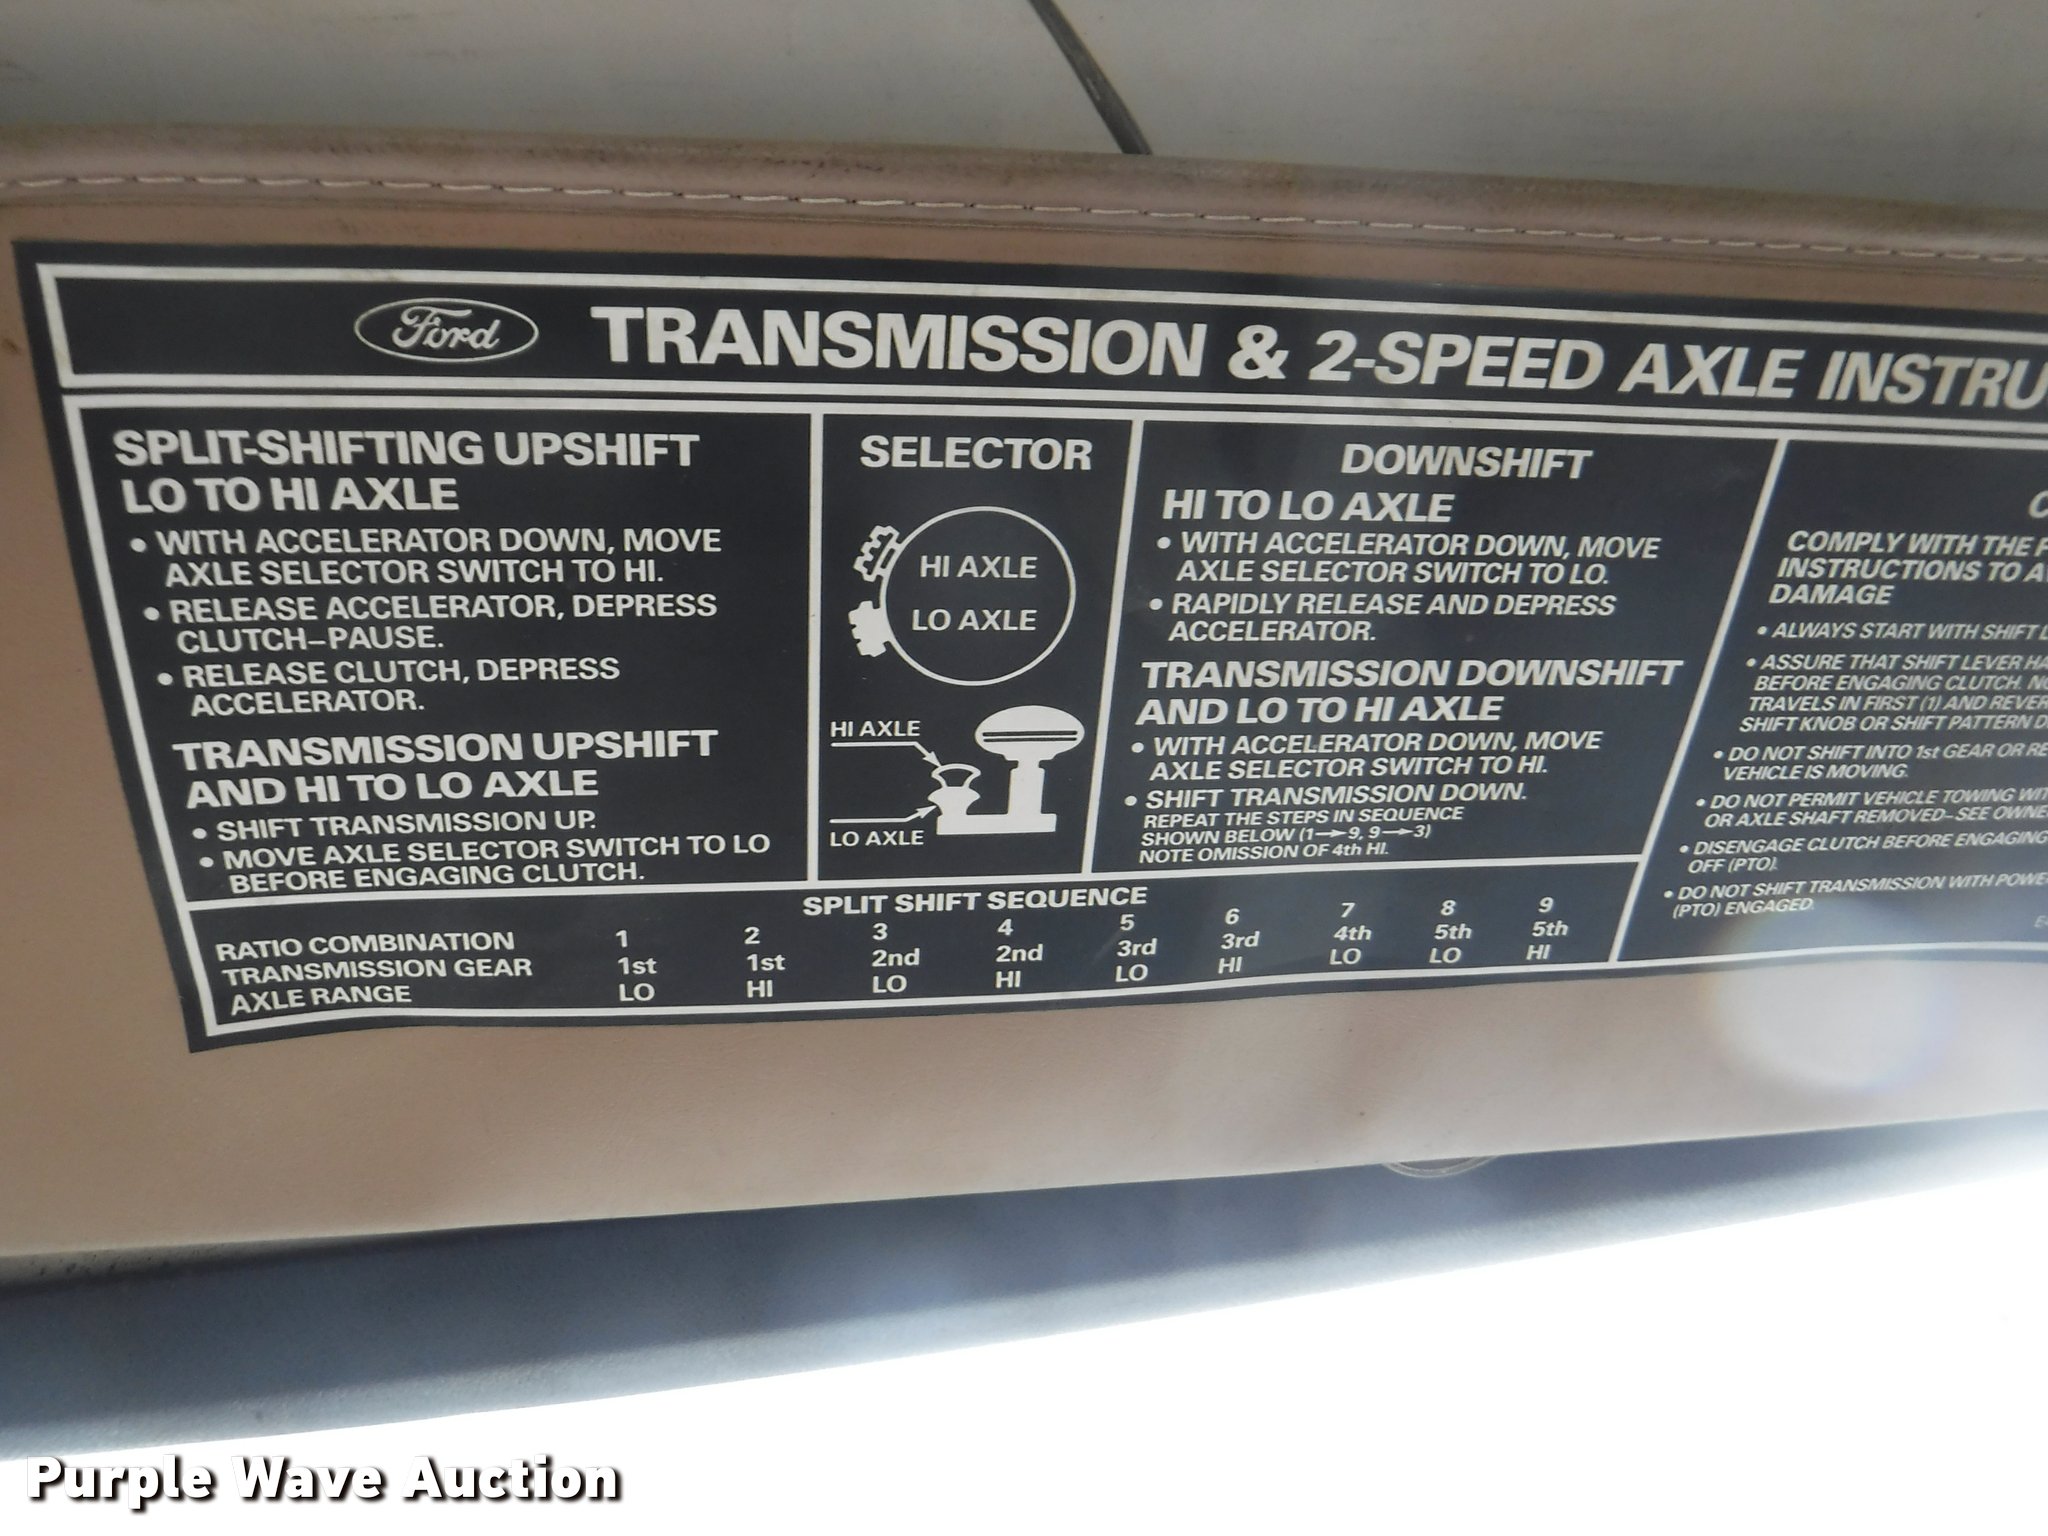 Ford TRANSMISSION & 2-SPEED AXLE
SPLIT-SHIFTING UPSHIFT
LO TO HI AXLE
• WITH ACCELERATOR DOWN, MOVE
AXLE SELECTOR SWITCH TO HI.
• RELEASE ACCELERATOR, DEPRESS
CLUTCH–PAUSE.
• RELEASE CLUTCH, DEPRESS
ACCELERATOR.
TRANSMISSION UPSHIFT
AND HI TO LO AXLE
• SHIFT TRANSMISSION UP.
• MOVE AXLE SELECTOR SWITCH TO LO
BEFORE ENGAGING CLUTCH.
SELECTOR
HI AXLE
LO AXLE
HI AXLE
LO AXLE
DOWNSHIFT
HI TO LO AXLE
• WITH ACCELERATOR DOWN, MOVE
AXLE SELECTOR SWITCH TO LO.
• RAPIDLY RELEASE AND DEPRESS
ACCELERATOR.
TRANSMISSION DOWNSHIFT
AND LO TO HI AXLE
• WITH ACCELERATOR DOWN, MOVE
AXLE SELECTOR SWITCH TO HI.
• SHIFT TRANSMISSION DOWN.
REPEAT THE STEPS IN SEQUENCE
SHOWN BELOW (1→9, 9→3)
NOTE OMISSION OF 4th HI.
COMPLY WITH THE
INSTRUCTIONS TO
DAMAGE
• ALWAYS START WITH SHIFT
• ASSURE THAT SHIFT LEVER
BEFORE ENGAGING CLUTCH.
TRAVELS IN FIRST (1) AND
SHIFT KNOB OR SHIFT PATTERN
• DO NOT SHIFT INTO 1st GEAR OR
VEHICLE IS MOVING.
• DO NOT PERMIT VEHICLE TOWING
OR AXLE SHAFT REMOVED–SEE
• DISENGAGE CLUTCH BEFORE ENGAGING
OFF (PTO).
• DO NOT SHIFT TRANSMISSION WITH
(PTO) ENGAGED.
SPLIT SHIFT SEQUENCE
RATIO COMBINATION 1 2 3 4 5 6 7 8 9
TRANSMISSION GEAR 1st 1st 2nd 2nd 3rd 3rd 4th 5th 5th
AXLE RANGE LO HI LO HI LO HI LO LO HI
Purple Wave Auction